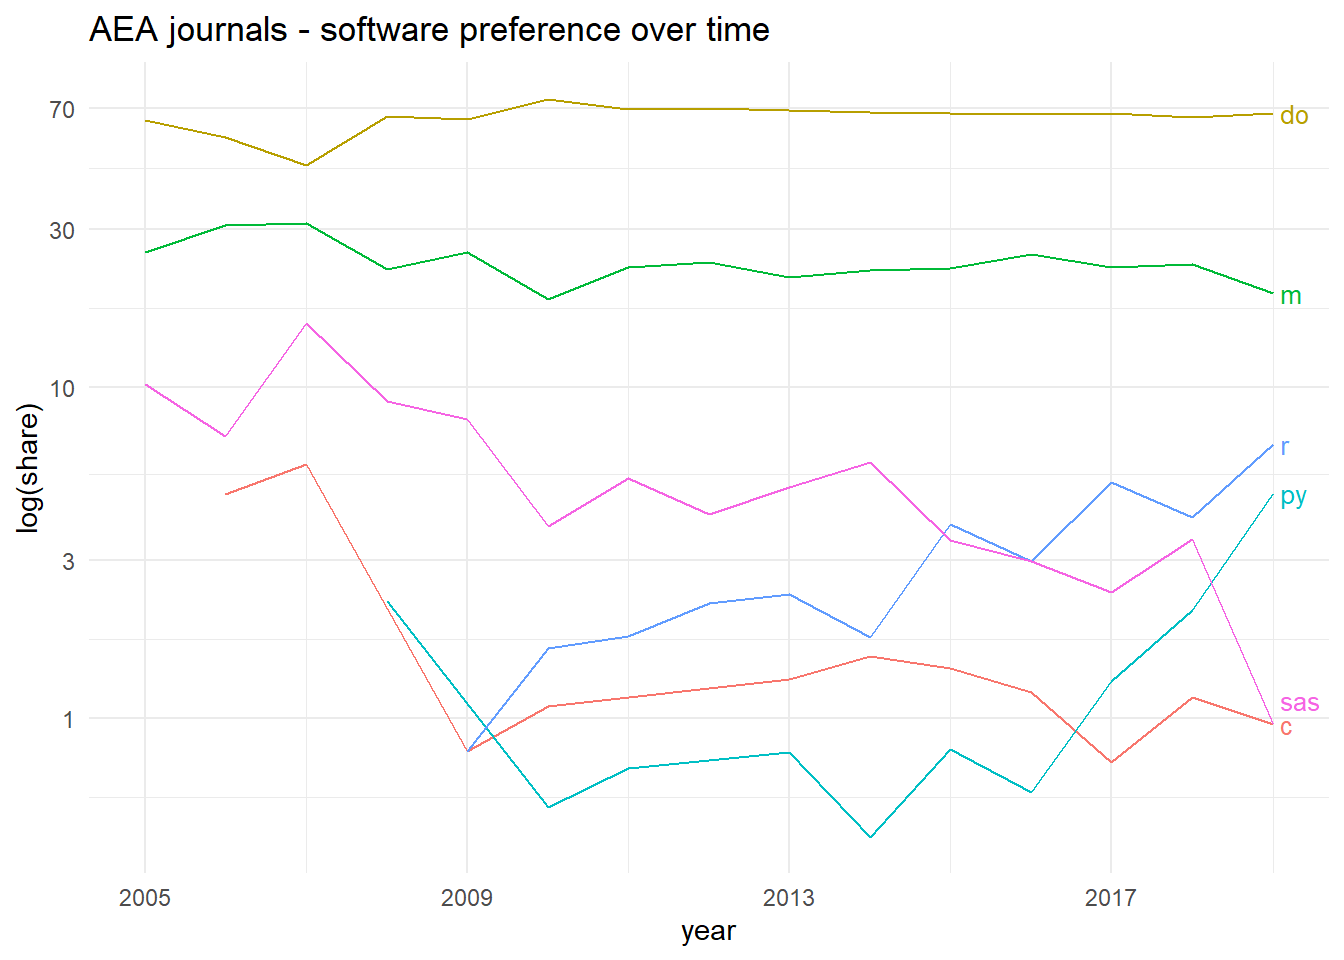 AEA journals - software preference over time
70
30
10
3
1
log(share)
do
m
r
py
sas
c
2005 2009 2013 2017
year